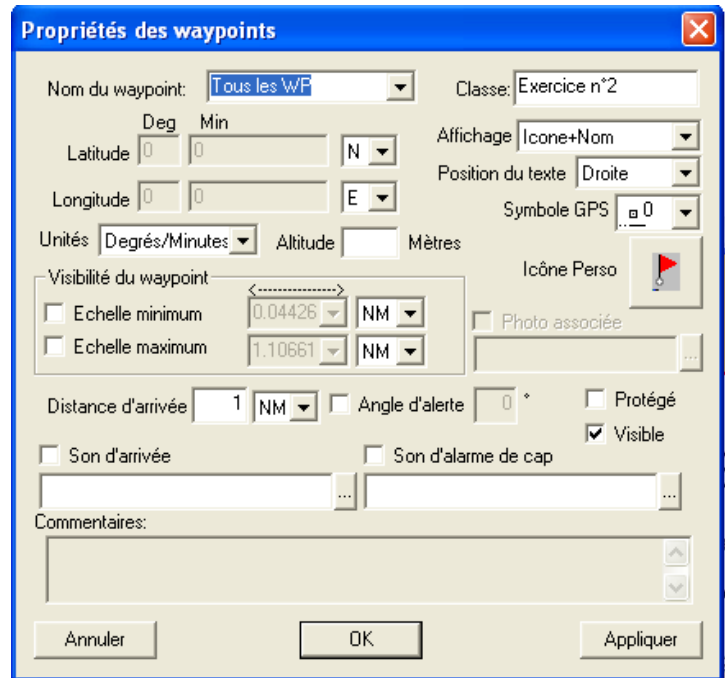 Propriétés des waypoints
Nom du waypoint: Tous les WP Classe: Exercice n°2
Deg Min
Affichage Icone+Nom
Latitude 0 0 N
Position du texte Droite
Longitude 0 0 E
Symbole GPS 0
Unités Degrés/Minutes Altitude Mètres
Icône Perso
Visibilité du waypoint
<--------------->
Echelle minimum 0.04426 NM
Photo associée
Echelle maximum 1.10661 NM
...
Distance d'arrivée 1 NM Angle d'alerte 0 °
Protégé
Visible
Son d'arrivée Son d'alarme de cap
... ...
Commentaires:
Annuler OK Appliquer